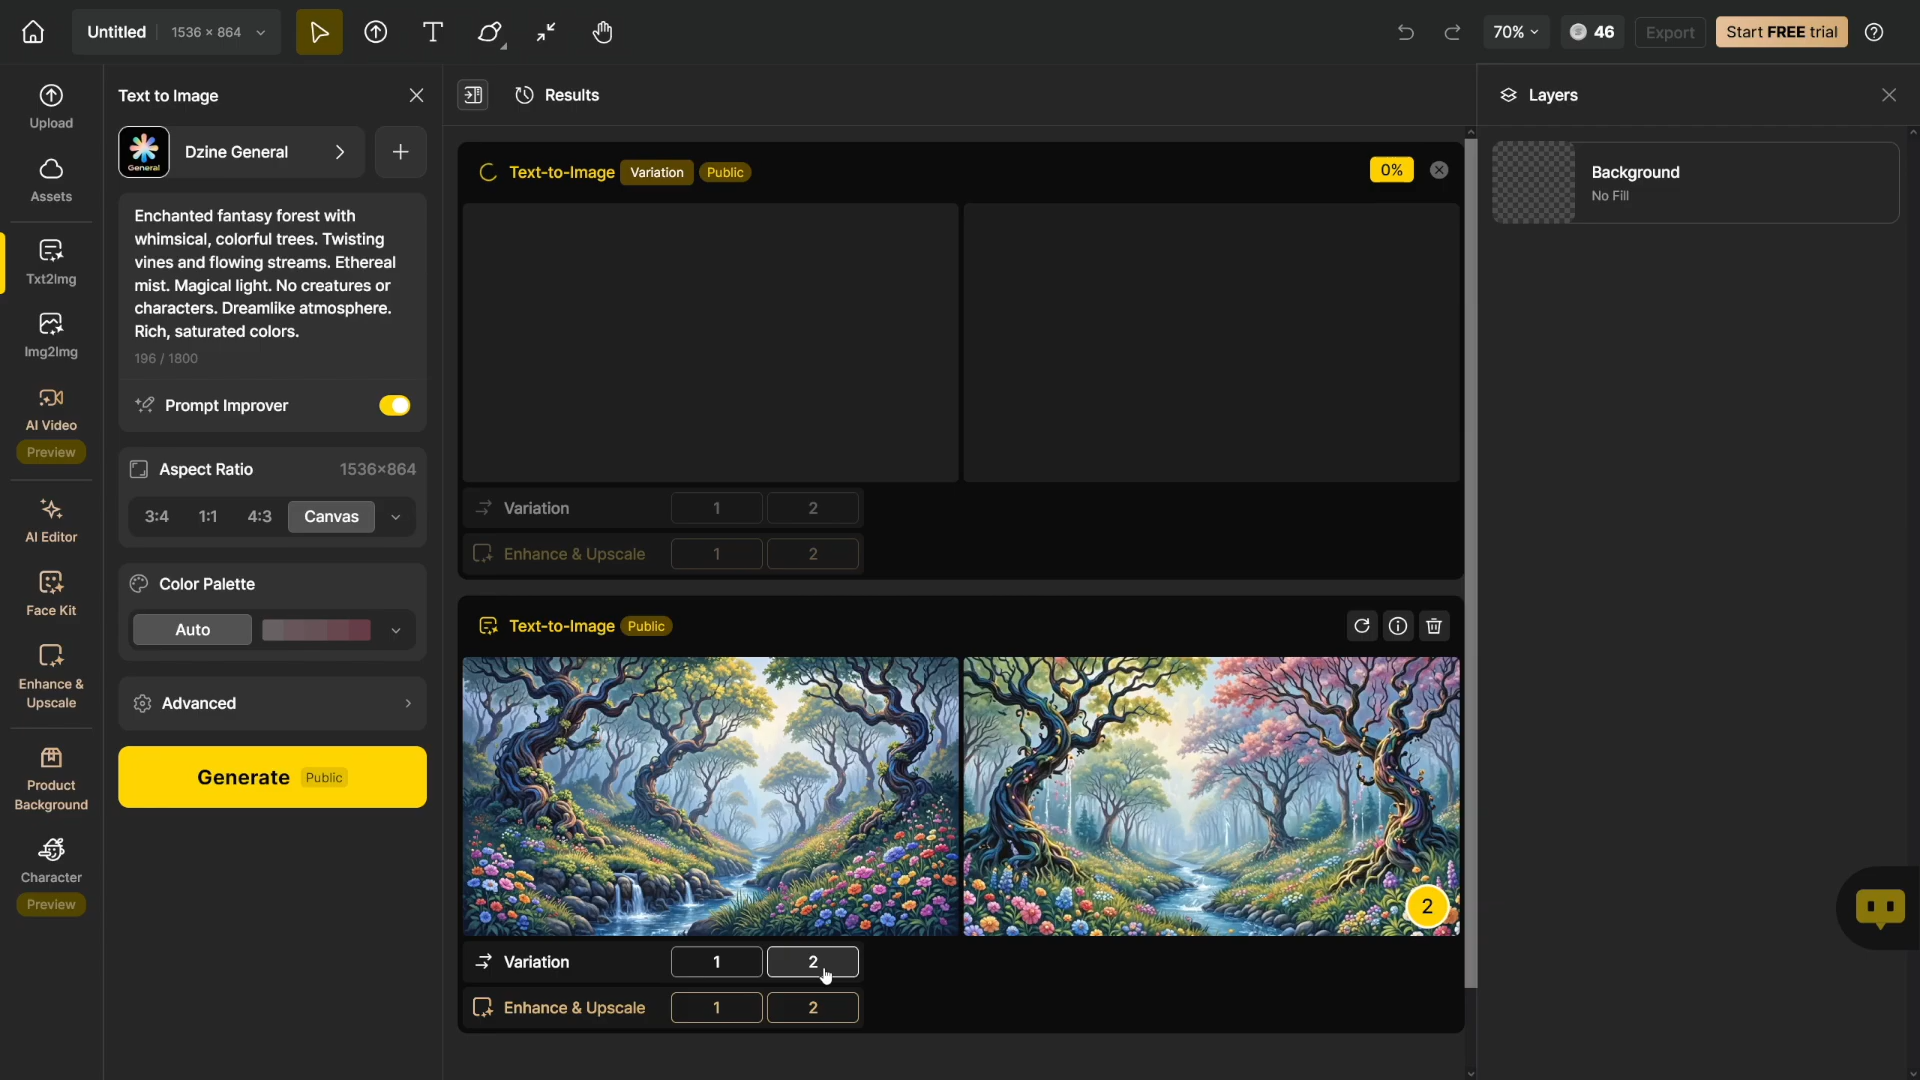 Untitled 1536 × 864
70%
46
Export
Start FREE trial
Upload
Assets
Txt2Img
Img2Img
AI Video
Preview
AI Editor
Face Kit
Enhance &
Upscale
Product
Background
Character
Preview
Text to Image
General
Dzine General
Enchanted fantasy forest with
whimsical, colorful trees. Twisting
vines and flowing streams. Ethereal
mist. Magical light. No creatures or
characters. Dreamlike atmosphere.
Rich, saturated colors.
196 / 1800
Prompt Improver
Aspect Ratio 1536×864
3:4 1:1 4:3 Canvas
Color Palette
Auto
Advanced
Generate Public
Results
Text-to-Image Variation Public 0%
Variation 1 2
Enhance & Upscale 1 2
Text-to-Image Public
2
Variation 1 2
Enhance & Upscale 1 2
Layers
Background
No Fill